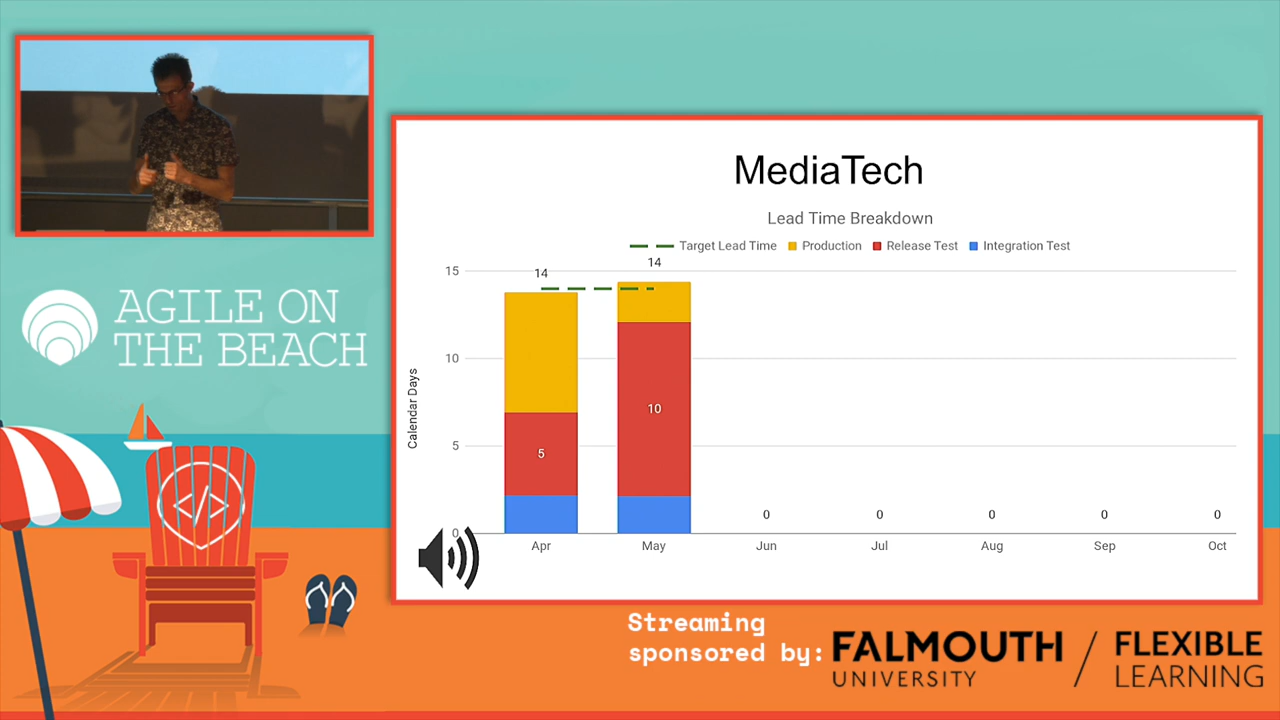 MediaTech
Lead Time Breakdown
Target Lead Time Production Release Test Integration Test
Calendar Days
15
10
5
0
14
14
5
10
0
0
0
0
0
Apr May Jun Jul Aug Sep Oct
AGILE ON
THE BEACH
</>
Streaming
sponsored by:
FALMOUTH
UNIVERSITY
/
FLEXIBLE
LEARNING